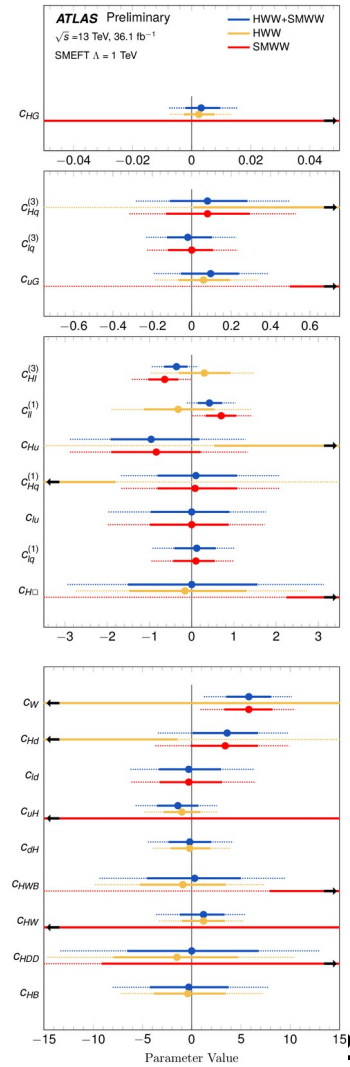 ATLAS Preliminary
√s =13 TeV, 36.1 fb⁻¹
SMEFT Λ = 1 TeV
HWW+SMWW
HWW
SMWW
c_HG
−0.04 −0.02 0 0.02 0.04
c_Hq^(3)
c_lq^(3)
c_uG
−0.6 −0.4 −0.2 0 0.2 0.4 0.6
c_Hl^(3)
c_ll^(1)
c_Hu
c_Hq^(1)
c_lu
c_lq^(1)
c_H□
−3 −2 −1 0 1 2 3
c_W
c_Hd
c_ld
c_uH
c_dH
c_HWB
c_HW
c_HDD
c_HB
−15 −10 −5 0 5 10 15
Parameter Value